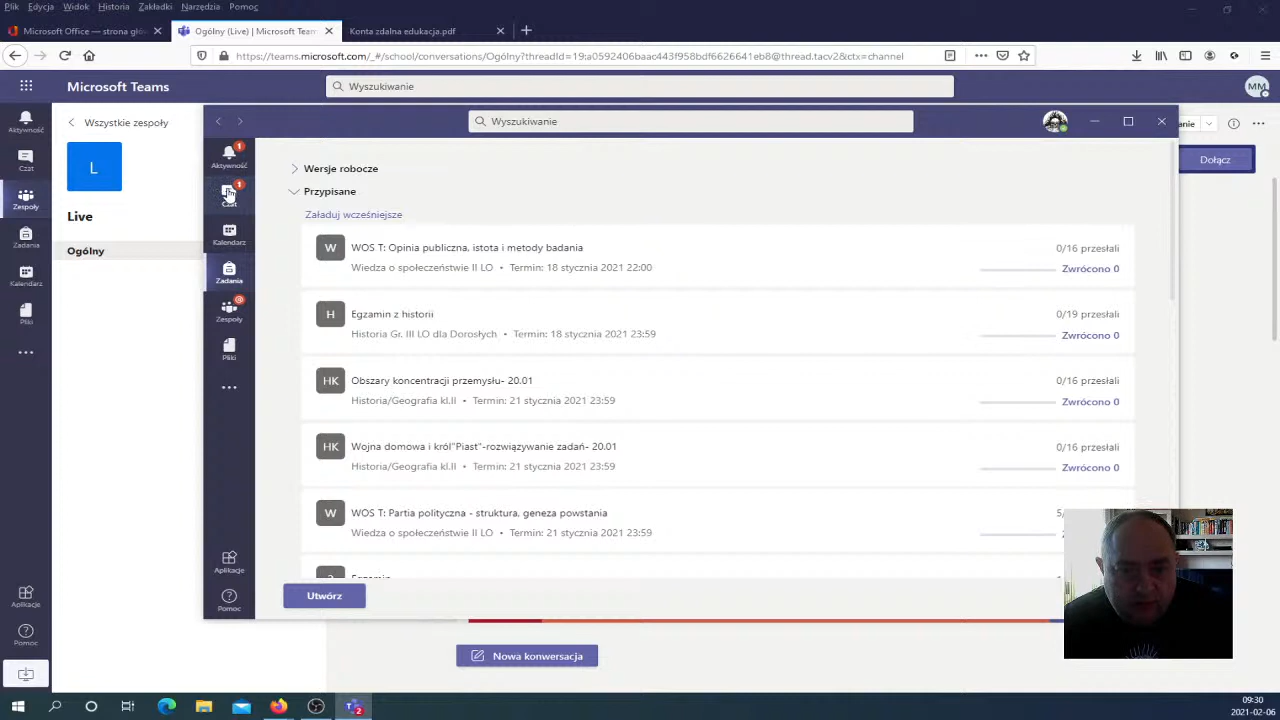 Plik Edycja Widok Historia Zakładki Narzędzia Pomoc
Microsoft Office — strona głów
Ogólny (Live) | Microsoft Team
Konta zdalna edukacja.pdf
https://teams.microsoft.com/_#/school/conversations/Ogólny?threadId=19:a0592406baac443f958bdf6626641eb8@thread.tacv2&ctx=channel
Microsoft Teams
Wyszukiwanie
MM
Aktywność
Czat
Zespoły
Zadania
Kalendarz
Pliki
Aplikacje
Pomoc
Wszystkie zespoły
L
Live
Ogólny
Dołącz
Wyszukiwanie
Aktywność
1
Czat
1
Kalendarz
Zadania
Zespoły
Pliki
Aplikacje
Pomoc
Wersje robocze
Przypisane
Załaduj wcześniejsze
W
WOS T: Opinia publiczna, istota i metody badania
0/16 przesłali
Wiedza o społeczeństwie II LO • Termin: 18 stycznia 2021 22:00
Zwrócono 0
H
Egzamin z historii
0/19 przesłali
Historia Gr. III LO dla Dorosłych • Termin: 18 stycznia 2021 23:59
Zwrócono 0
HK
Obszary koncentracji przemysłu- 20.01
0/16 przesłali
Historia/Geografia kl.II • Termin: 21 stycznia 2021 23:59
Zwrócono 0
HK
Wojna domowa i król"Piast"-rozwiązywanie zadań- 20.01
0/16 przesłali
Historia/Geografia kl.II • Termin: 21 stycznia 2021 23:59
Zwrócono 0
W
WOS T: Partia polityczna - struktura, geneza powstania
Wiedza o społeczeństwie II LO • Termin: 21 stycznia 2021 23:59
Egzamin
Utwórz
Nowa konwersacja
09:30
2021-02-06